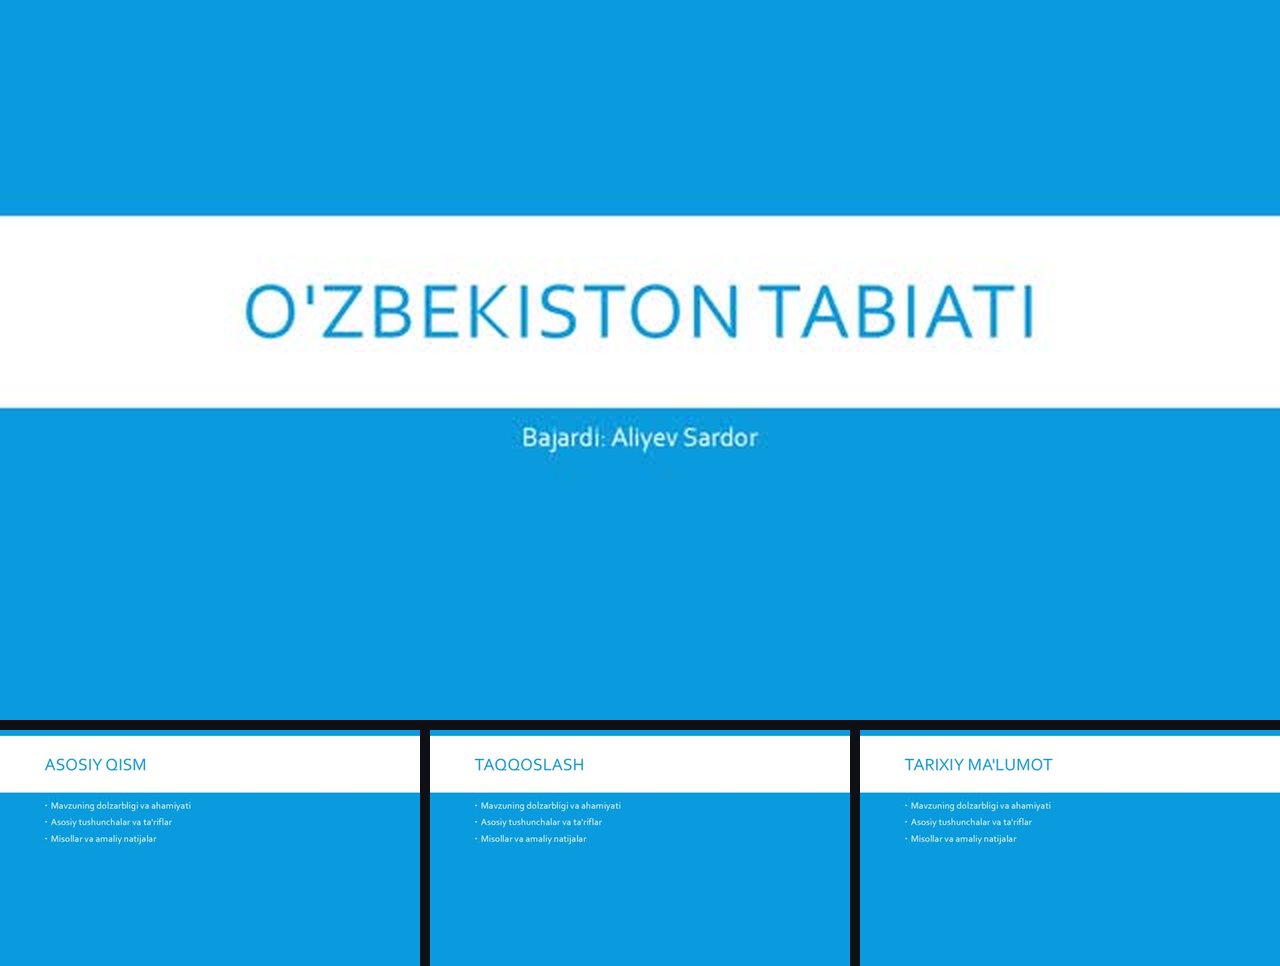 O'ZBEKISTON TABIATI
Bajardi: Aliyev Sardor
ASOSIY QISM
• Mavzuning dolzarbligi va ahamiyati
• Asosiy tushunchalar va ta'riflar
• Misollar va amaliy natijalar
TAQQOSLASH
• Mavzuning dolzarbligi va ahamiyati
• Asosiy tushunchalar va ta'riflar
• Misollar va amaliy natijalar
TARIXIY MA'LUMOT
• Mavzuning dolzarbligi va ahamiyati
• Asosiy tushunchalar va ta'riflar
• Misollar va amaliy natijalar